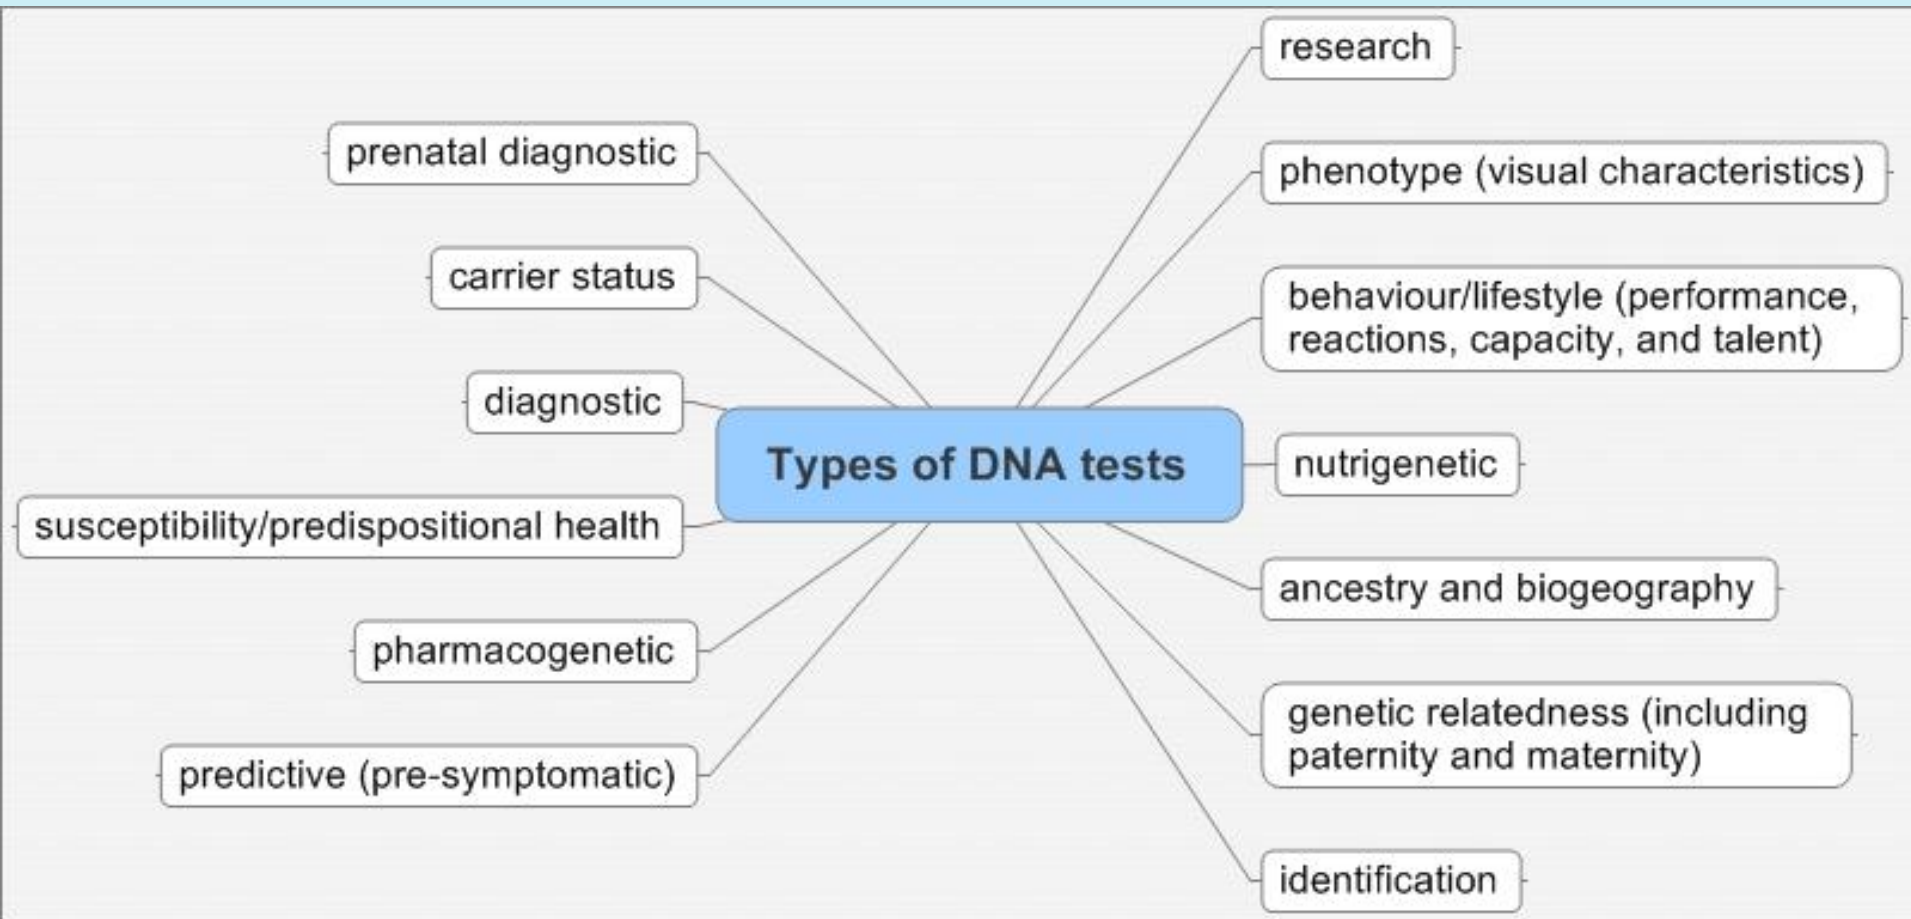 research
prenatal diagnostic
phenotype (visual characteristics)
carrier status
behaviour/lifestyle (performance,
reactions, capacity, and talent)
diagnostic
Types of DNA tests
nutrigenetic
susceptibility/predispositional health
ancestry and biogeography
pharmacogenetic
genetic relatedness (including
paternity and maternity)
predictive (pre-symptomatic)
identification